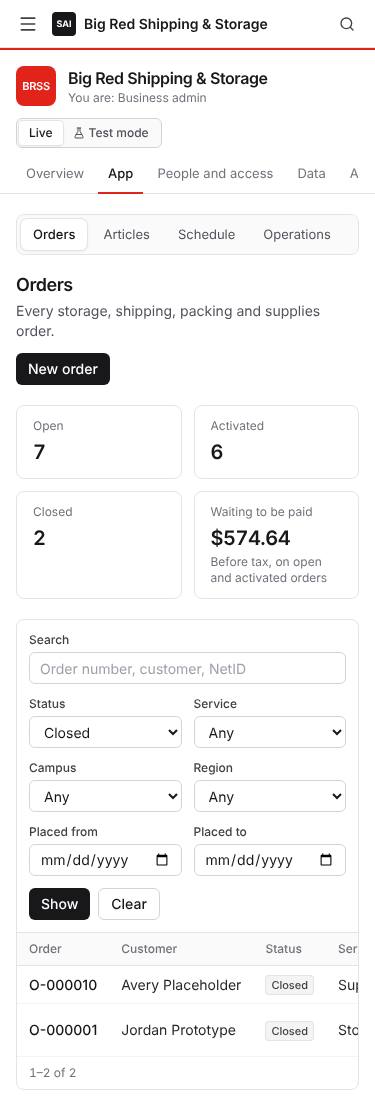 SAI Big Red Shipping & Storage
BRSS
Big Red Shipping & Storage
You are: Business admin
Live Test mode
Overview App People and access Data A
Orders Articles Schedule Operations
Orders
Every storage, shipping, packing and supplies
order.
New order
Open
7
Activated
6
Closed
2
Waiting to be paid
$574.64
Before tax, on open
and activated orders
Search
Order number, customer, NetID
Status Service
Closed Any
Campus Region
Any Any
Placed from Placed to
mm/dd/yyyy mm/dd/yyyy
Show Clear
Order Customer Status Ser
O-000010 Avery Placeholder Closed Sup
O-000001 Jordan Prototype Closed Sto
1–2 of 2